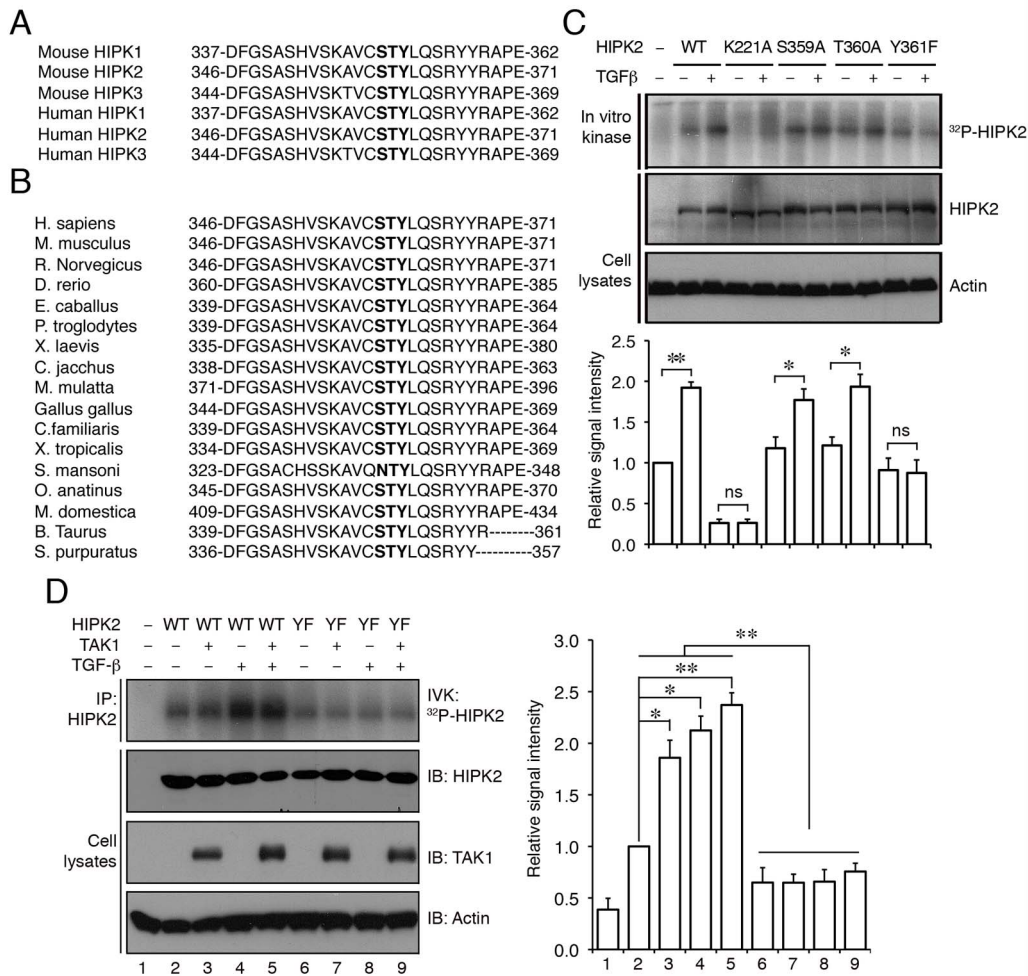 A
Mouse HIPK1 337-DFGSASHVSKAVCSTYLQSRYYRAPE-362
Mouse HIPK2 346-DFGSASHVSKAVCSTYLQSRYYRAPE-371
Mouse HIPK3 344-DFGSASHVSKTVCSTYLQSRYYRAPE-369
Human HIPK1 337-DFGSASHVSKAVCSTYLQSRYYRAPE-362
Human HIPK2 346-DFGSASHVSKAVCSTYLQSRYYRAPE-371
Human HIPK3 344-DFGSASHVSKTVCSTYLQSRYYRAPE-369
B
H. sapiens 346-DFGSASHVSKAVCSTYLQSRYYRAPE-371
M. musculus 346-DFGSASHVSKAVCSTYLQSRYYRAPE-371
R. Norvegicus 346-DFGSASHVSKAVCSTYLQSRYYRAPE-371
D. rerio 360-DFGSASHVSKAVCSTYLQSRYYRAPE-385
E. caballus 339-DFGSASHVSKAVCSTYLQSRYYRAPE-364
P. troglodytes 339-DFGSASHVSKAVCSTYLQSRYYRAPE-364
X. laevis 335-DFGSASHVSKAVCSTYLQSRYYRAPE-380
C. jacchus 338-DFGSASHVSKAVCSTYLQSRYYRAPE-363
M. mulatta 371-DFGSASHVSKAVCSTYLQSRYYRAPE-396
Gallus gallus 344-DFGSASHVSKAVCSTYLQSRYYRAPE-369
C.familiaris 339-DFGSASHVSKAVCSTYLQSRYYRAPE-364
X. tropicalis 334-DFGSASHVSKAVCSTYLQSRYYRAPE-369
S. mansoni 323-DFGSACHSSKAVQNTYLQSRYYRAPE-348
O. anatinus 345-DFGSASHVSKAVCSTYLQSRYYRAPE-370
M. domestica 409-DFGSASHVSKAVCSTYLQSRYYRAPE-434
B. Taurus 339-DFGSASHVSKAVCSTYLQSRYYR--------361
S. purpuratus 336-DFGSASHVSKAVCSTYLQSRYY----------357
C
HIPK2 – WT K221A S359A T360A Y361F
TGFβ – – + – + – + – + – +
In vitro
kinase
32P-HIPK2
HIPK2
Cell
lysates
Actin
Relative signal intensity
2.5
2.0
1.5
1.0
0.5
0.0
** ns * * ns
D
HIPK2 – WT WT WT WT YF YF YF YF
TAK1 – – + – + – + – +
TGF-β – – – + + – – + +
IP:
HIPK2
IVK:
32P-HIPK2
IB: HIPK2
Cell
lysates
IB: TAK1
IB: Actin
1 2 3 4 5 6 7 8 9
Relative signal intensity
3.0
2.5
2.0
1.5
1.0
0.5
0.0
**
**
*
*
1 2 3 4 5 6 7 8 9